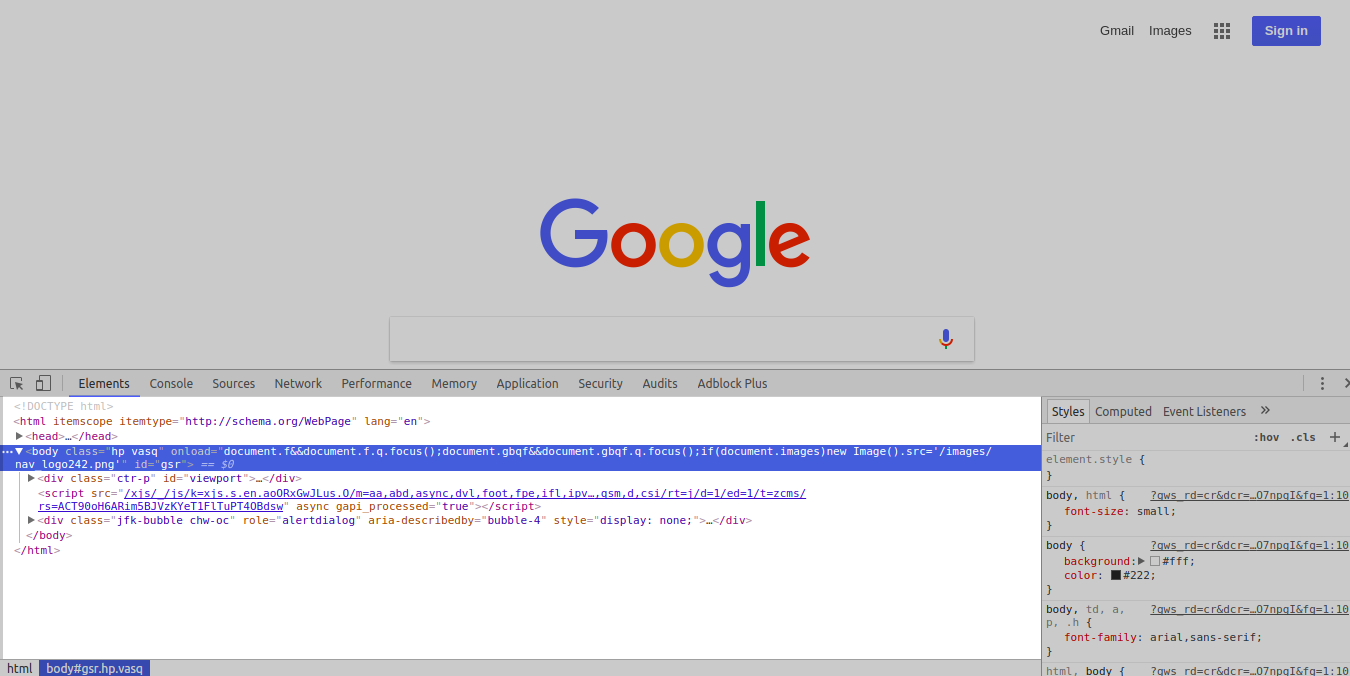 Gmail Images Sign in
Google
Elements Console Sources Network Performance Memory Application Security Audits Adblock Plus
<!DOCTYPE html>
<html itemscope itemtype="http://schema.org/WebPage" lang="en">
<head>…</head>
<body class="hp vasq" onload="document.f&&document.f.q.focus();document.gbqf&&document.gbqf.q.focus();if(document.images)new Image().src='/images/
nav_logo242.png'" id="gsr"> == $0
<div class="ctr-p" id="viewport">…</div>
<script src="/xjs/_/js/k=xjs.s.en.aoORxGwJLus.O/m=aa,abd,async,dvl,foot,fpe,ifl,ipv…,qsm,d,csi/rt=j/d=1/ed=1/t=zcms/
rs=ACT90oH6ARim5BJVzKYeT1FlTuPT4OBdsw" async gapi_processed="true"></script>
<div class="jfk-bubble chw-oc" role="alertdialog" aria-describedby="bubble-4" style="display: none;">…</div>
</body>
</html>
html body#gsr.hp.vasq
Styles Computed Event Listeners »
Filter :hov .cls +
element.style {
}
body, html { ?gws_rd=cr&dcr=…O7npgI&fg=1:10
font-size: small;
}
body { ?gws_rd=cr&dcr=…O7npgI&fg=1:10
background: #fff;
color: #222;
}
body, td, a, ?gws_rd=cr&dcr=…O7npgI&fg=1:10
p, .h {
font-family: arial,sans-serif;
}
html, body { ?gws_rd=cr&dcr=…O7npgI&fg=1:10